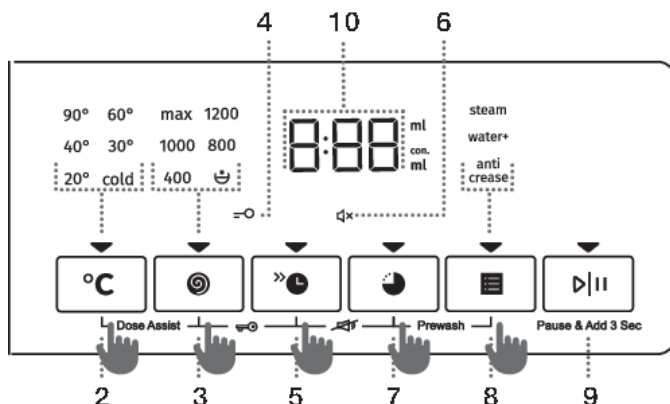 4 10 6
90° 60° max 1200 8:88 ml steam
water+
40° 30° 1000 800 con.
ml anti
crease
20° cold 400
°C
Dose Assist Prewash Pause & Add 3 Sec
2 3 5 7 8 9